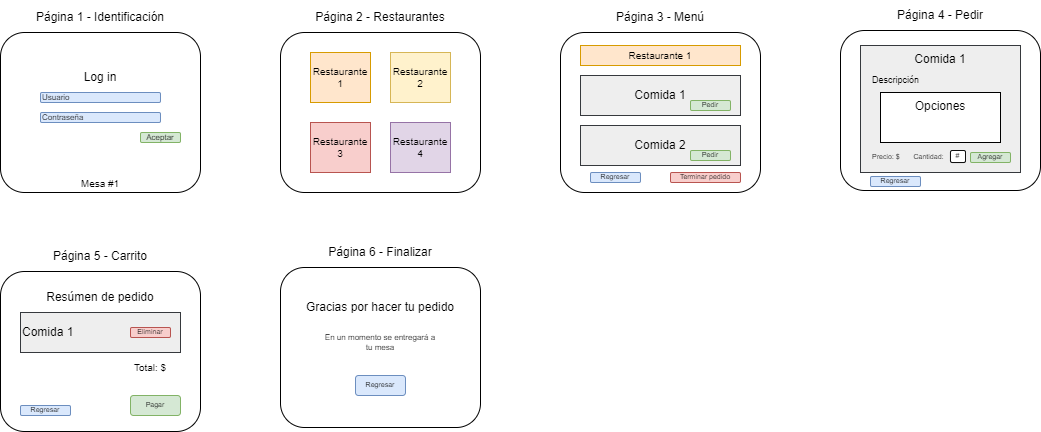 Página 1 - Identificación
Log in
Usuario
Contraseña
Aceptar
Mesa #1
Página 2 - Restaurantes
Restaurante
1
Restaurante
2
Restaurante
3
Restaurante
4
Página 3 - Menú
Restaurante 1
Comida 1
Pedir
Comida 2
Pedir
Regresar
Terminar pedido
Página 4 - Pedir
Comida 1
Descripción
Opciones
Precio: $
Cantidad:
#
Agregar
Regresar
Página 5 - Carrito
Resúmen de pedido
Comida 1
Eliminar
Total: $
Regresar
Pagar
Página 6 - Finalizar
Gracias por hacer tu pedido
En un momento se entregará a
tu mesa
Regresar